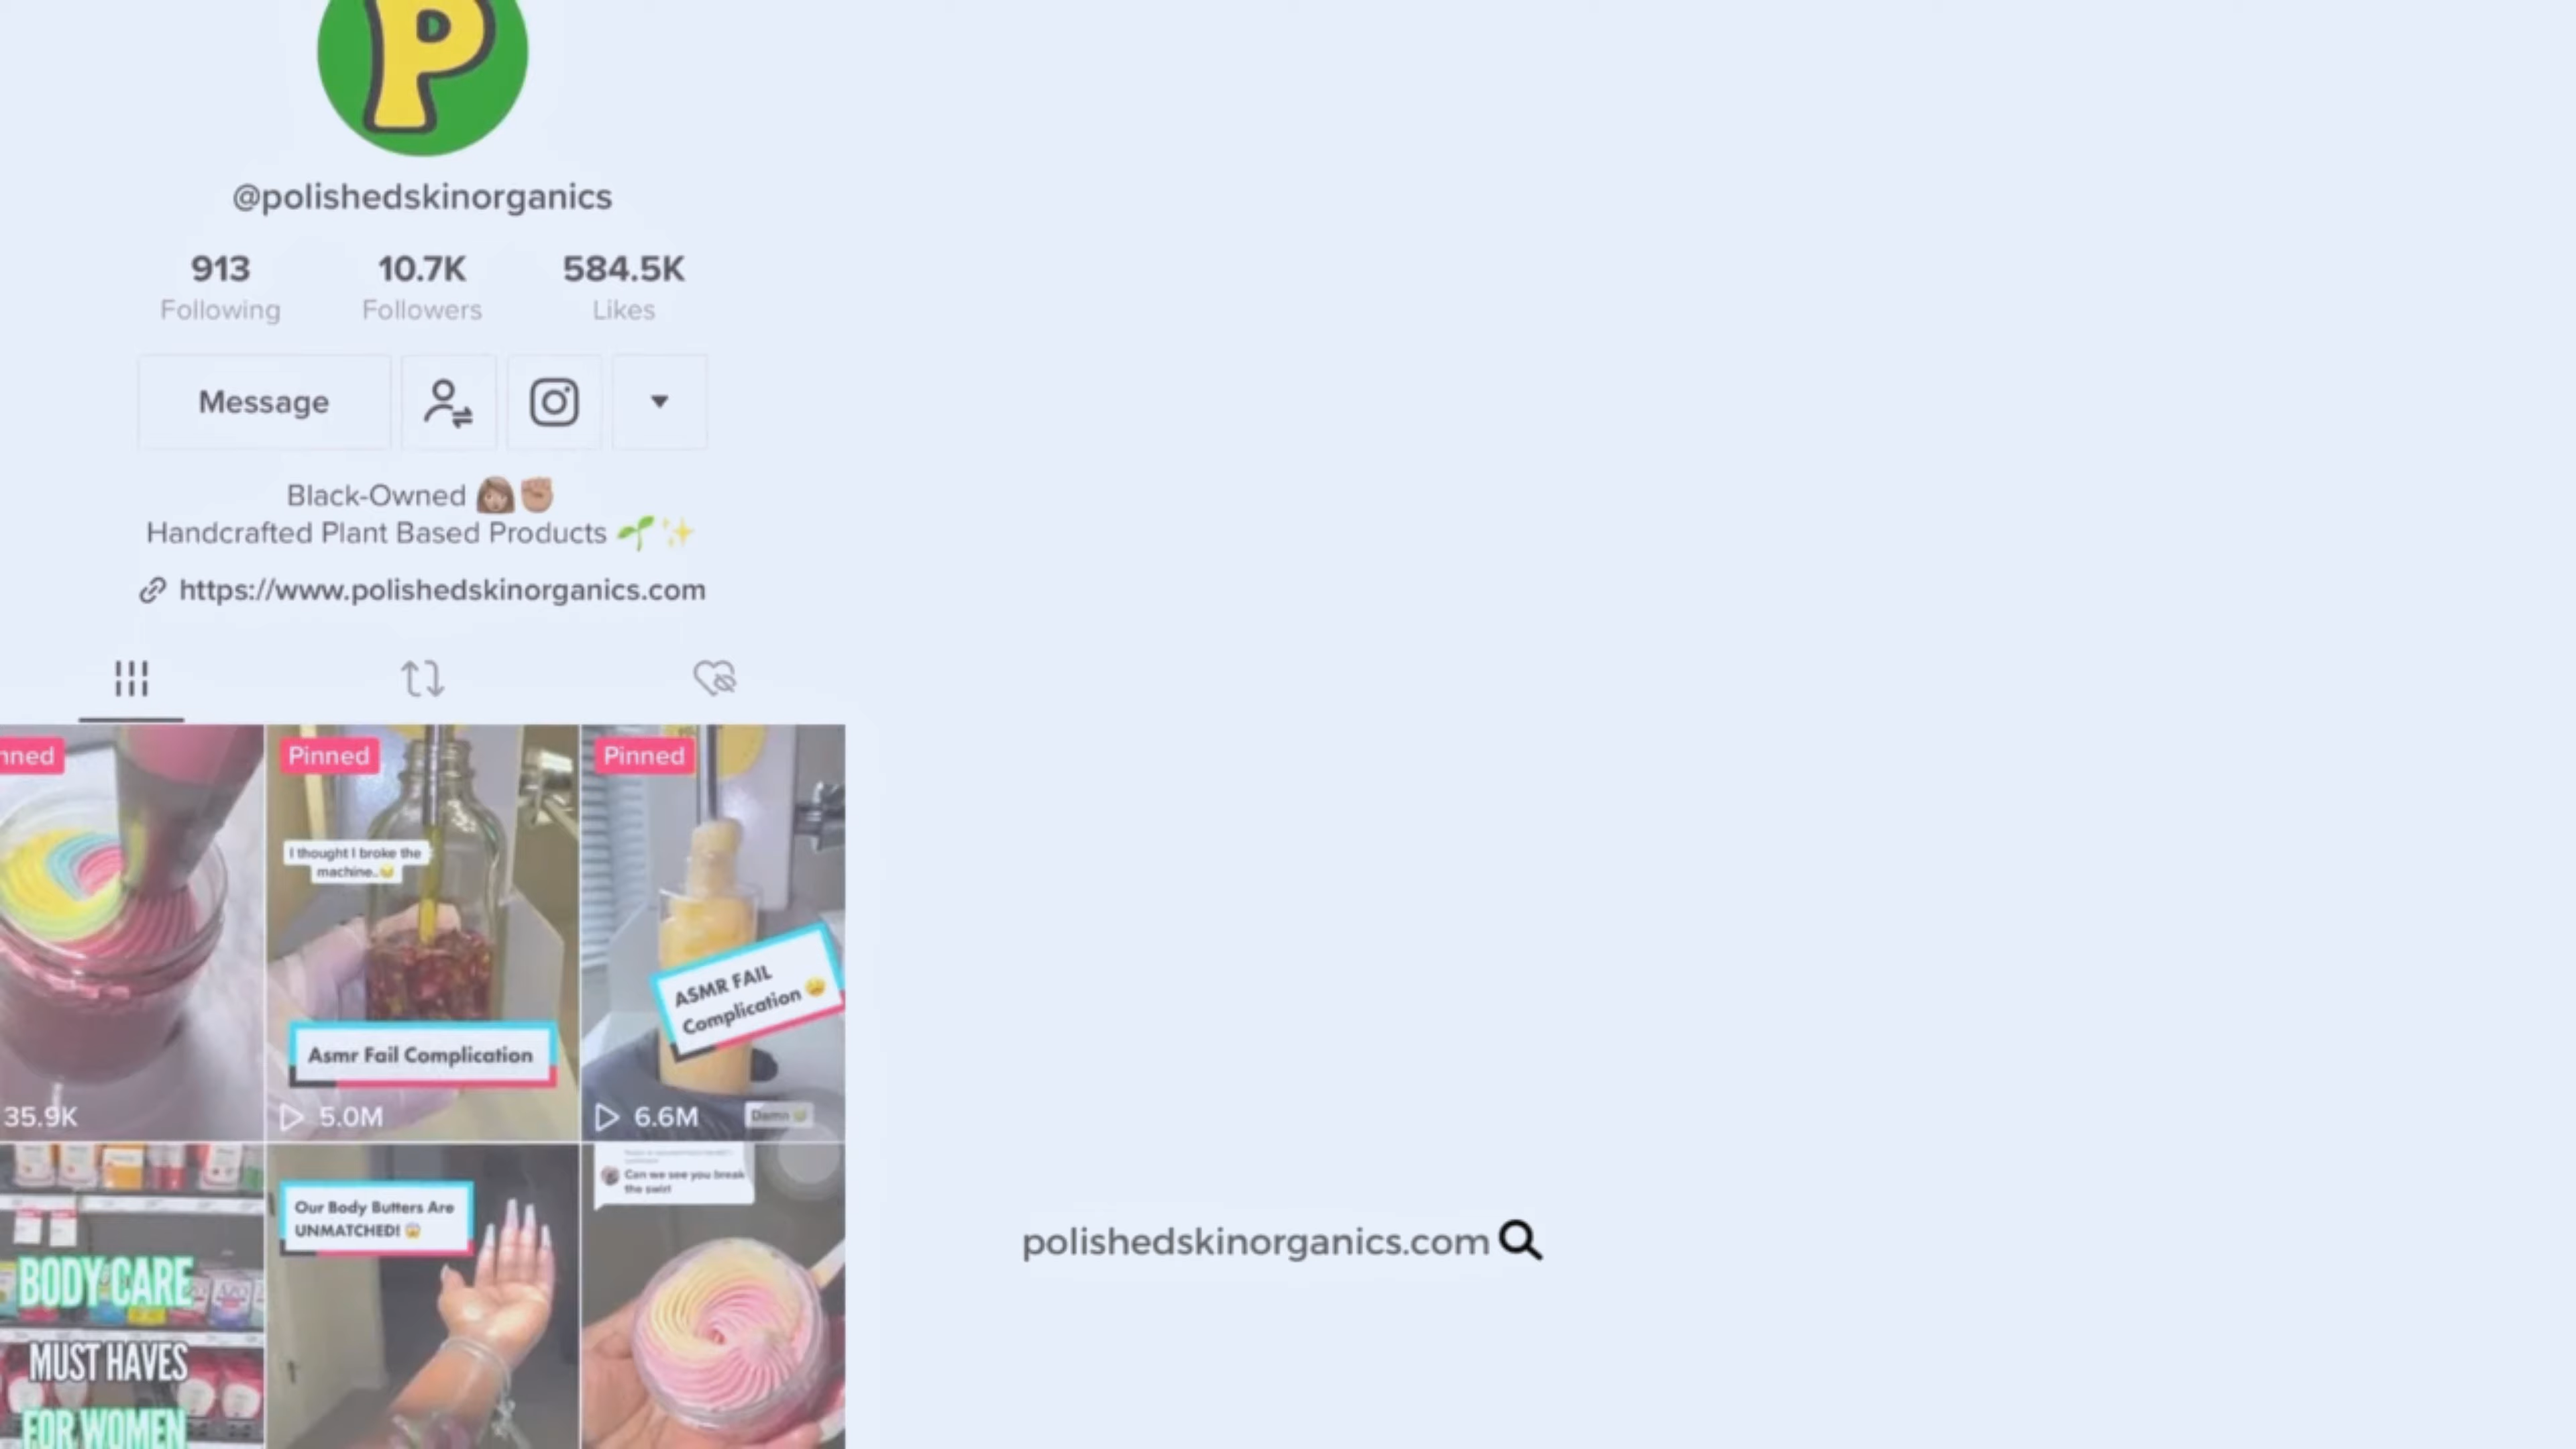 P
@polishedskinorganics
913 10.7K 584.5K
Following Followers Likes
Message
Black-Owned
Handcrafted Plant Based Products
https://www.polishedskinorganics.com
nned
Pinned
Pinned
I thought I broke the
machine..
Asmr Fail Complication
ASMR FAIL
Complication
35.9K
5.0M
6.6M
Damn
BODY CARE
MUST HAVES
FOR WOMEN
Our Body Butters Are
UNMATCHED!
Can we see you break
the swirl
polishedskinorganics.com